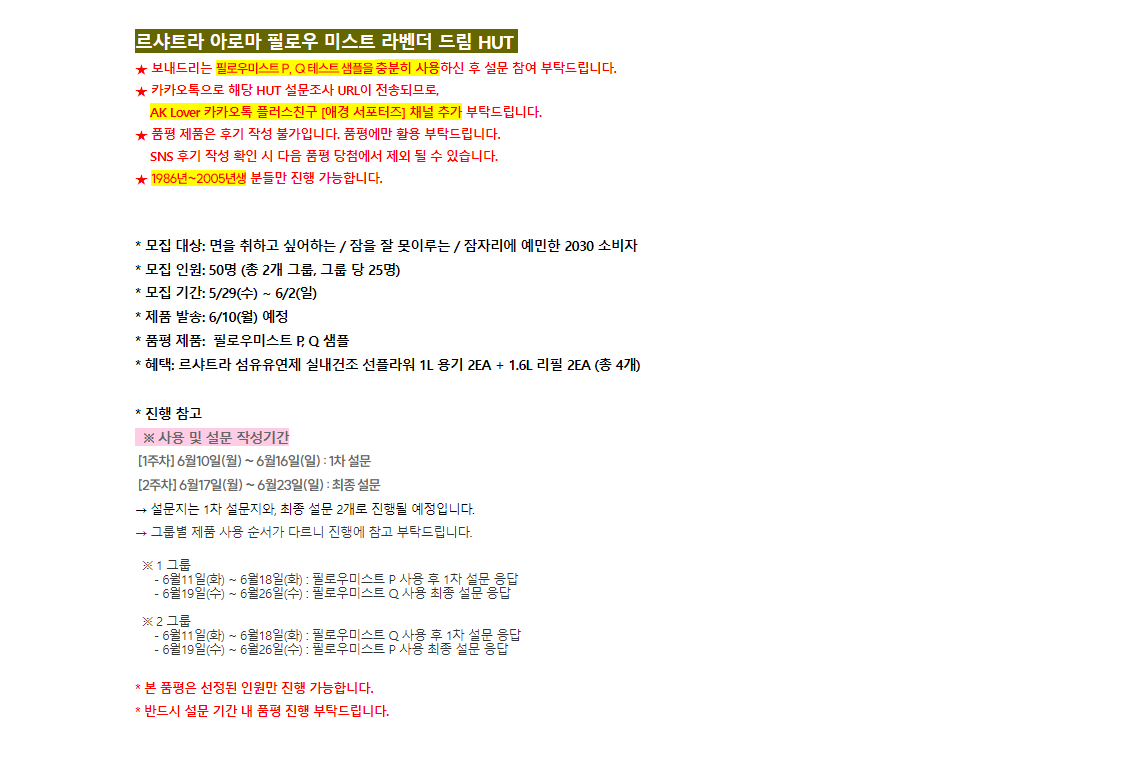 르샤트라 아로마 필로우 미스트 라벤더 드림 HUT
★ 보내드리는 필로우미스트 P, Q 테스트 샘플을 충분히 사용하신 후 설문 참여 부탁드립니다.
★ 카카오톡으로 해당 HUT 설문조사 URL이 전송되므로,
AK Lover 카카오톡 플러스친구 [애경 서포터즈] 채널 추가 부탁드립니다.
★ 품평 제품은 후기 작성 불가입니다. 품평에만 활용 부탁드립니다.
SNS 후기 작성 확인 시 다음 품평 당첨에서 제외 될 수 있습니다.
★ 1986년~2005년생 분들만 진행 가능합니다.
* 모집 대상: 면을 취하고 싶어하는 / 잠을 잘 못이루는 / 잠자리에 예민한 2030 소비자
* 모집 인원: 50명 (총 2개 그룹, 그룹 당 25명)
* 모집 기간: 5/29(수) ~ 6/2(일)
* 제품 발송: 6/10(월) 예정
* 품평 제품: 필로우미스트 P, Q 샘플
* 혜택: 르샤트라 섬유유연제 실내건조 선플라워 1L 용기 2EA + 1.6L 리필 2EA (총 4개)
* 진행 참고
※ 사용 및 설문 작성기간
[1주차] 6월10일(월) ~ 6월16일(일) : 1차 설문
[2주차] 6월17일(월) ~ 6월23일(일) : 최종 설문
→ 설문지는 1차 설문지와, 최종 설문 2개로 진행될 예정입니다.
→ 그룹별 제품 사용 순서가 다르니 진행에 참고 부탁드립니다.
※ 1 그룹
- 6월11일(화) ~ 6월18일(화) : 필로우미스트 P 사용 후 1차 설문 응답
- 6월19일(수) ~ 6월26일(수) : 필로우미스트 Q 사용 최종 설문 응답
※ 2 그룹
- 6월11일(화) ~ 6월18일(화) : 필로우미스트 Q 사용 후 1차 설문 응답
- 6월19일(수) ~ 6월26일(수) : 필로우미스트 P 사용 최종 설문 응답
* 본 품평은 선정된 인원만 진행 가능합니다.
* 반드시 설문 기간 내 품평 진행 부탁드립니다.